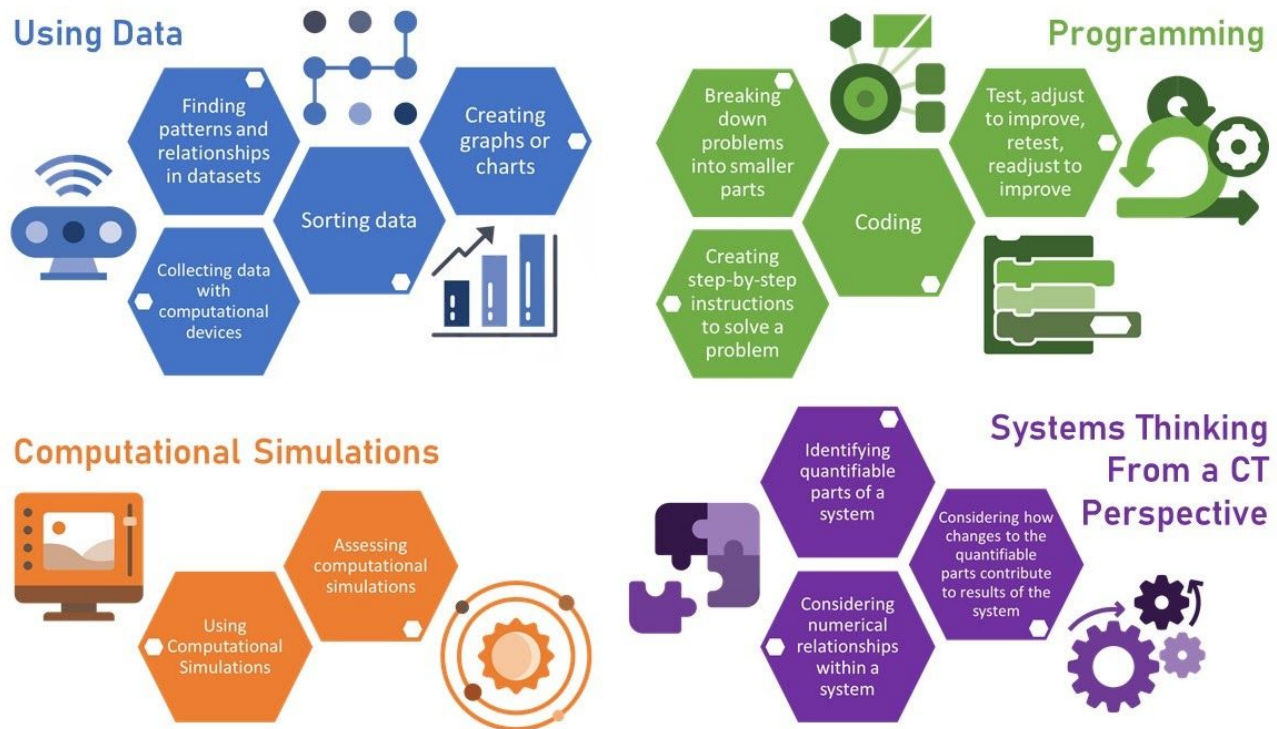 Using Data
Finding
patterns and
relationships
in datasets
Creating
graphs or
charts
Sorting data
Collecting data
with
computational
devices
Programming
Breaking
down
problems
into smaller
parts
Test, adjust
to improve,
retest,
readjust to
improve
Coding
Creating
step-by-step
instructions
to solve a
problem
Computational Simulations
Assessing
computational
simulations
Using
Computational
Simulations
Systems Thinking
From a CT
Perspective
Identifying
quantifiable
parts of a
system
Considering how
changes to the
quantifiable
parts contribute
to results of the
system
Considering
numerical
relationships
within a
system